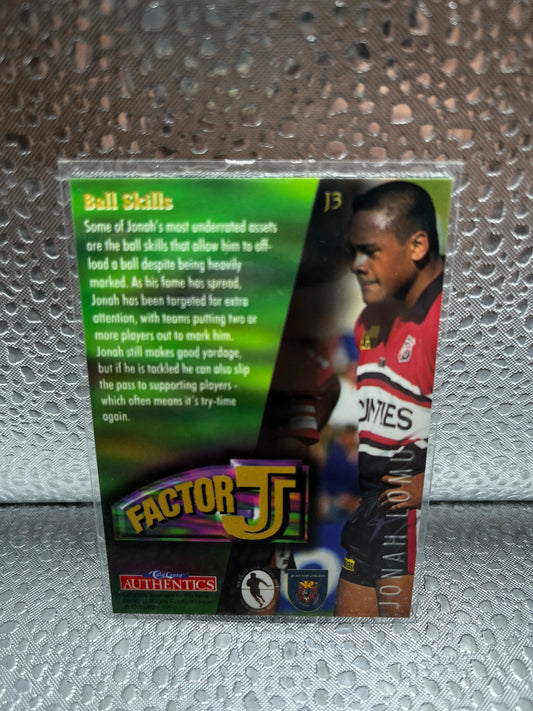 Ball Skills
J3
Some of Jonah's most underrated assets
are the ball skills that allow him to off-
load a ball despite being heavily
marked. As his fame has spread,
Jonah has been targeted for extra
attention, with teams putting two
or more players out to mark him.
Jonah still makes good yardage,
but if he is tackled he can also slip
the pass to supporting players -
which often means it's try-time
again.
FACTOR J
AUTHENTICS
JONAH LOMU